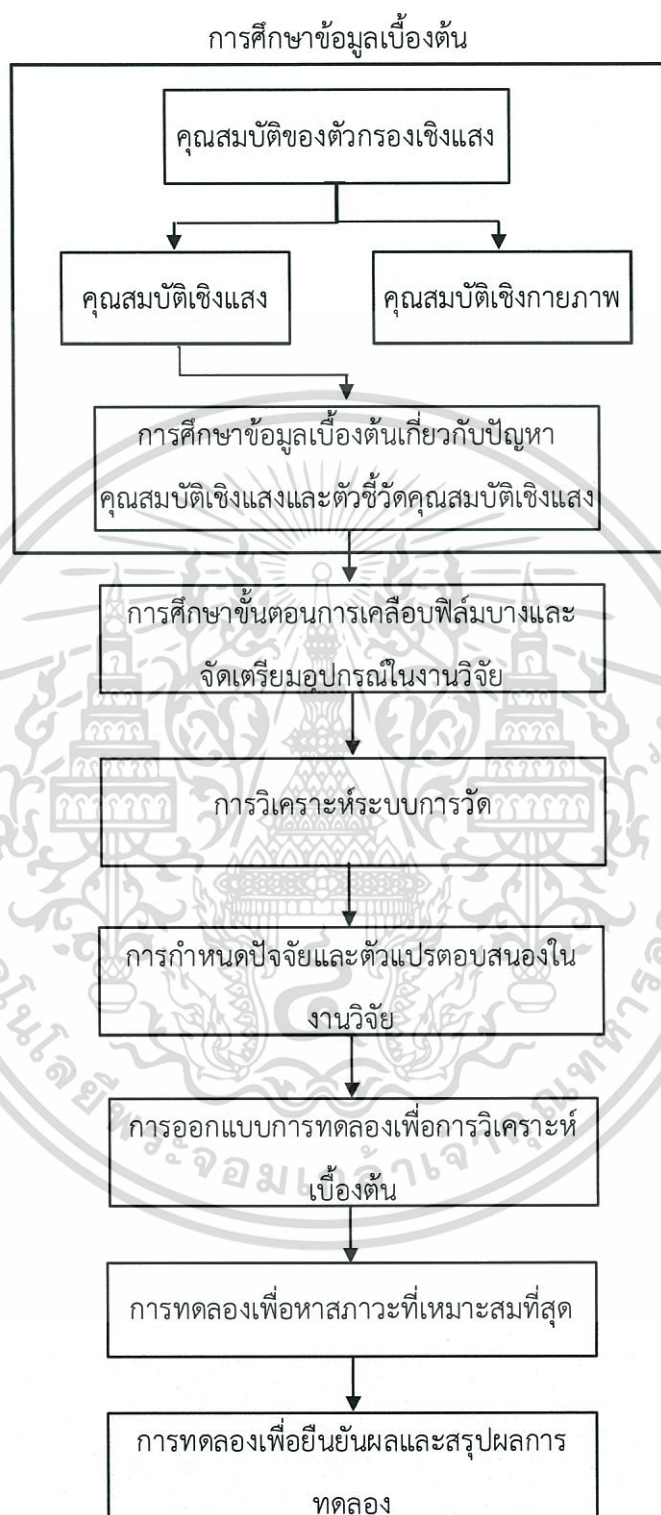 การศึกษาข้อมูลเบื้องต้น
คุณสมบัติของตัวกรองเชิงแสง
คุณสมบัติเชิงแสง
คุณสมบัติเชิงกายภาพ
การศึกษาข้อมูลเบื้องต้นเกี่ยวกับปัญหา
คุณสมบัติเชิงแสงและตัวชี้วัดคุณสมบัติเชิงแสง
การศึกษาขั้นตอนการเคลือบฟิล์มบางและ
จัดเตรียมอุปกรณ์ในงานวิจัย
การวิเคราะห์ระบบการวัด
การกำหนดปัจจัยและตัวแปรตอบสนองใน
งานวิจัย
การออกแบบการทดลองเพื่อการวิเคราะห์
เบื้องต้น
การทดลองเพื่อหาสภาวะที่เหมาะสมที่สุด
การทดลองเพื่อยืนยันผลและสรุปผลการ
ทดลอง